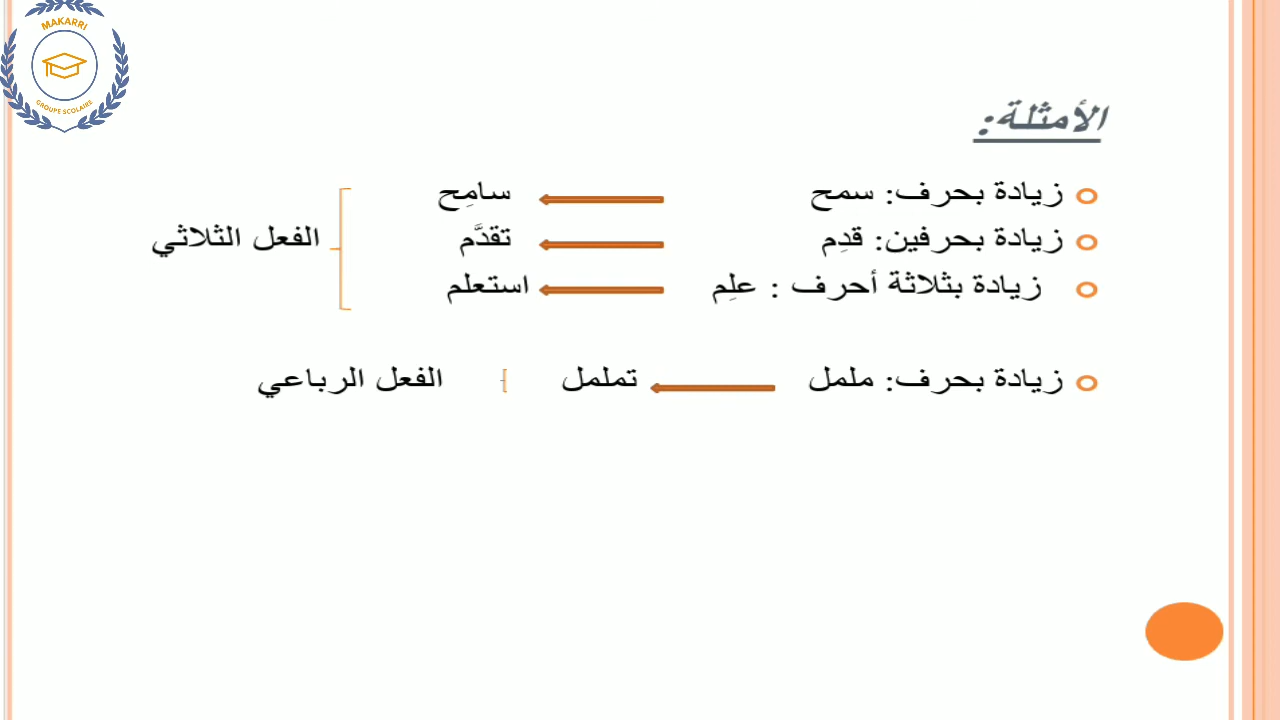 MAKARRI
GROUPE SCOLAIRE
الأمثلة:
زيادة بحرف: سمح سامِح
زيادة بحرفين: قدِم تقدَّم
الفعل الثلاثي
زيادة بثلاثة أحرف : علِم استعلم
زيادة بحرف: ململ تململ الفعل الرباعي